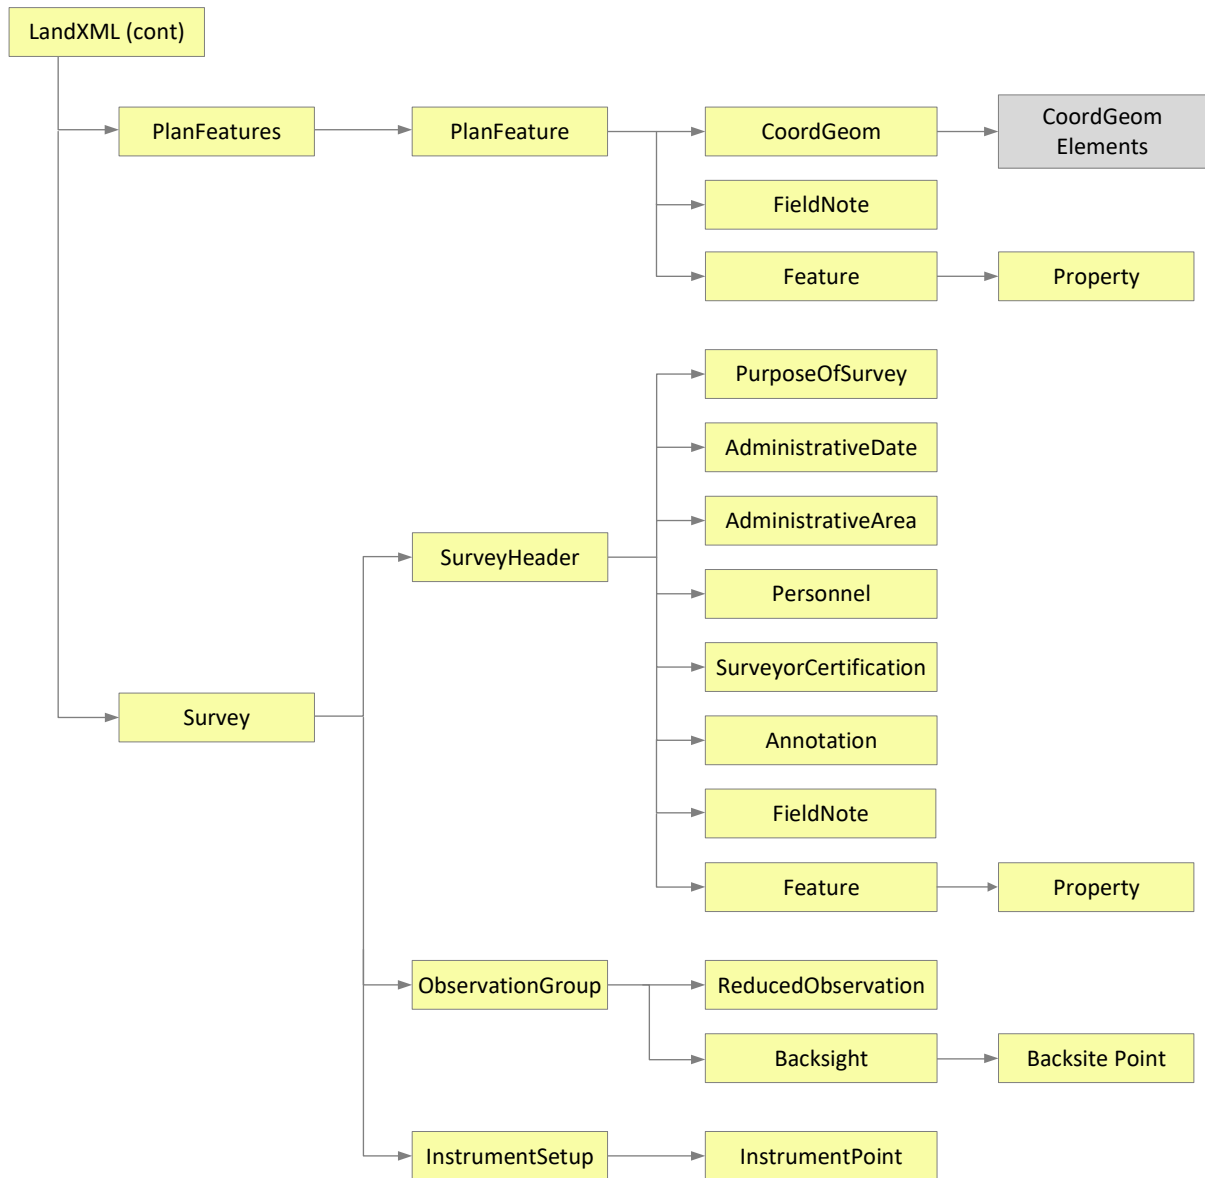 LandXML (cont)
PlanFeatures
PlanFeature
CoordGeom
CoordGeom
Elements
FieldNote
Feature
Property
PurposeOfSurvey
AdministrativeDate
AdministrativeArea
SurveyHeader
Personnel
SurveyorCertification
Survey
Annotation
FieldNote
Feature
Property
ObservationGroup
ReducedObservation
Backsight
Backsite Point
InstrumentSetup
InstrumentPoint